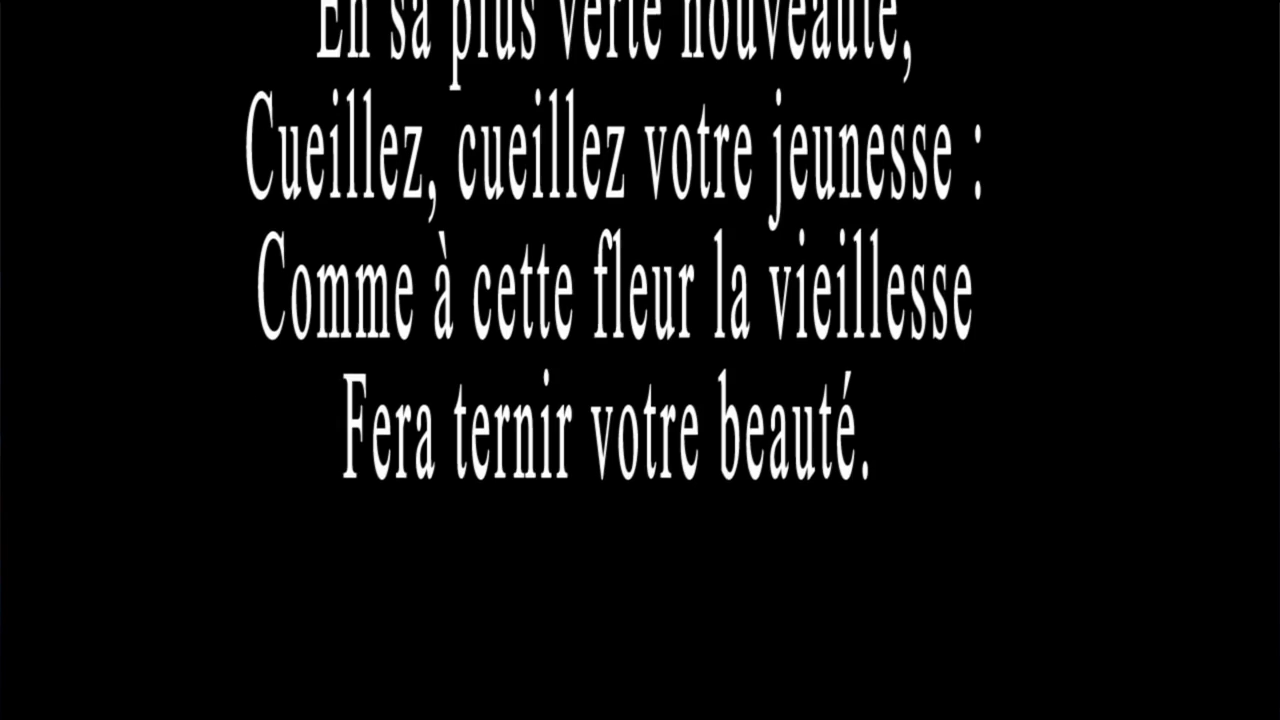 En sa plus verte nouveauté,
Cueillez, cueillez votre jeunesse :
Comme à cette fleur la vieillesse
Fera ternir votre beauté.